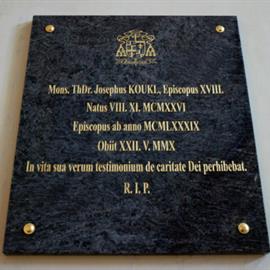 Mons. ThDr. Josephus KOUKL, Episcopus XVIII.
Natus VIII. XI. MCMXXVI
Episcopus ab anno MCMLXXXIX
Obiit XXII. V. MMX
In vita sua verum testimonium de caritate Dei perhibebat.
R. I. P.